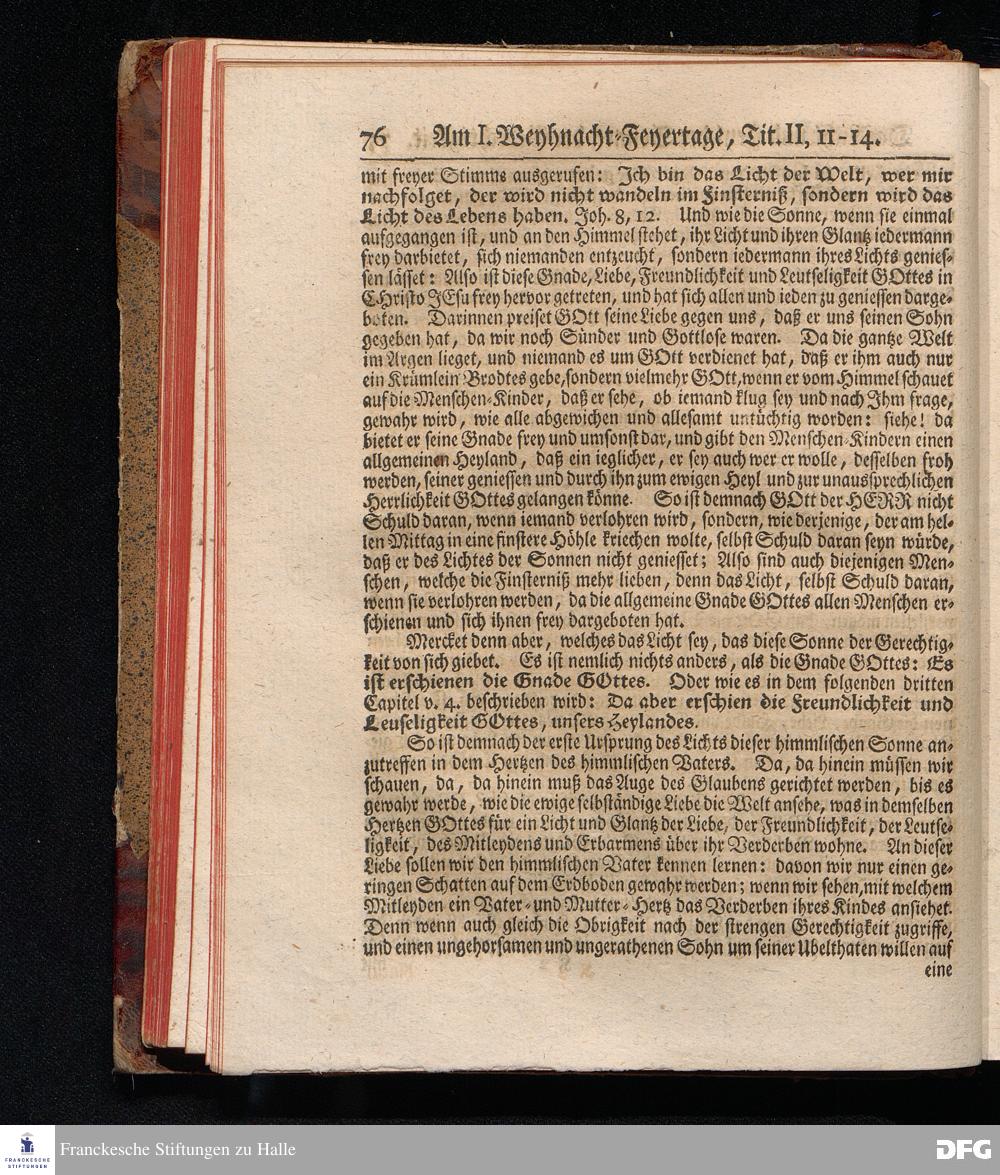 76 Am I. Weyhnacht-Feyertage, Tit. II, 11-14.
mit freyer Stimme ausgerufen: Ich bin das Licht der Welt, wer mir
nachfolget, der wird nicht wandeln im Finsterniß, sondern wird das
Licht des Lebens haben. Joh. 8, 12. Und wie die Sonne, wenn sie einmal
aufgegangen ist, und an den Himmel stehet, ihr Licht und ihren Glantz iedermann
frey darbietet, sich niemanden entzeucht, sondern iedermann ihres Lichts genies-
sen lässet: Also ist diese Gnade, Liebe, Freundlichkeit und Leutseligkeit GOttes in
CHristo JEsu frey hervor getreten, und hat sich allen und ieden zu geniessen darge-
boten. Darinnen preiset GOtt seine Liebe gegen uns, daß er uns seinen Sohn
gegeben hat, da wir noch Sünder und Gottlose waren. Da die gantze Welt
im Argen lieget, und niemand es um GOtt verdienet hat, daß er ihm auch nur
ein Krümlein Brodtes gebe, sondern vielmehr GOtt, wenn er vom Himmel schauet
auf die Menschen-Kinder, daß er sehe, ob iemand klug sey und nach Ihm frage,
gewahr wird, wie alle abgewichen und allesamt untüchtig worden: siehe! da
bietet er seine Gnade frey und umsonst dar, und gibt den Menschen-Kindern einen
allgemeinen Heyland, daß ein ieglicher, er sey auch wer er wolle, desselben froh
werden, seiner geniessen und durch ihn zum ewigen Heyl und zur unaussprechlichen
Herrlichkeit GOttes gelangen könne. So ist demnach GOtt der HERR nicht
Schuld daran, wenn iemand verlohren wird, sondern, wie derjenige, der am hel-
len Mittag in eine finstere Höhle kriechen wolte, selbst Schuld daran seyn würde,
daß er des Lichtes der Sonnen nicht geniesset; Also sind auch diejenigen Men-
schen, welche die Finsterniß mehr lieben, denn das Licht, selbst Schuld daran,
wenn sie verlohren werden, da die allgemeine Gnade GOttes allen Menschen er-
schienen und sich ihnen frey dargeboten hat.
Mercket denn aber, welches das Licht sey, das diese Sonne der Gerechtig-
keit von sich giebet. Es ist nemlich nichts anders, als die Gnade GOttes: Es
ist erschienen die Gnade GOttes. Oder wie es in dem folgenden dritten
Capitel v. 4. beschrieben wird: Da aber erschien die Freundlichkeit und
Leuseligkeit GOttes, unsers Heylandes.
So ist demnach der erste Ursprung des Lichts dieser himmlischen Sonne an-
zutreffen in dem Hertzen des himmlischen Vaters. Da, da hinein müssen wir
schauen, da, da hinein muß das Auge des Glaubens gerichtet werden, bis es
gewahr werde, wie die ewige selbständige Liebe die Welt ansehe, was in demselben
Hertzen GOttes für ein Licht und Glantz der Liebe, der Freundlichkeit, der Leutse-
ligkeit, des Mitleydens und Erbarmens über ihr Verderben wohne. An dieser
Liebe sollen wir den himmlischen Vater kennen lernen: davon wir nur einen ge-
ringen Schatten auf dem Erdboden gewahr werden; wenn wir sehen, mit welchem
Mitleyden ein Vater- und Mutter-Hertz das Verderben ihres Kindes ansiehet.
Denn wenn auch gleich die Obrigkeit nach der strengen Gerechtigkeit zugriffe,
und einen ungehorsamen und ungerathenen Sohn um seiner Ubelthaten willen auf
eine
FRANCKESCHE
STIFTUNGEN
Franckesche Stiftungen zu Halle
DFG